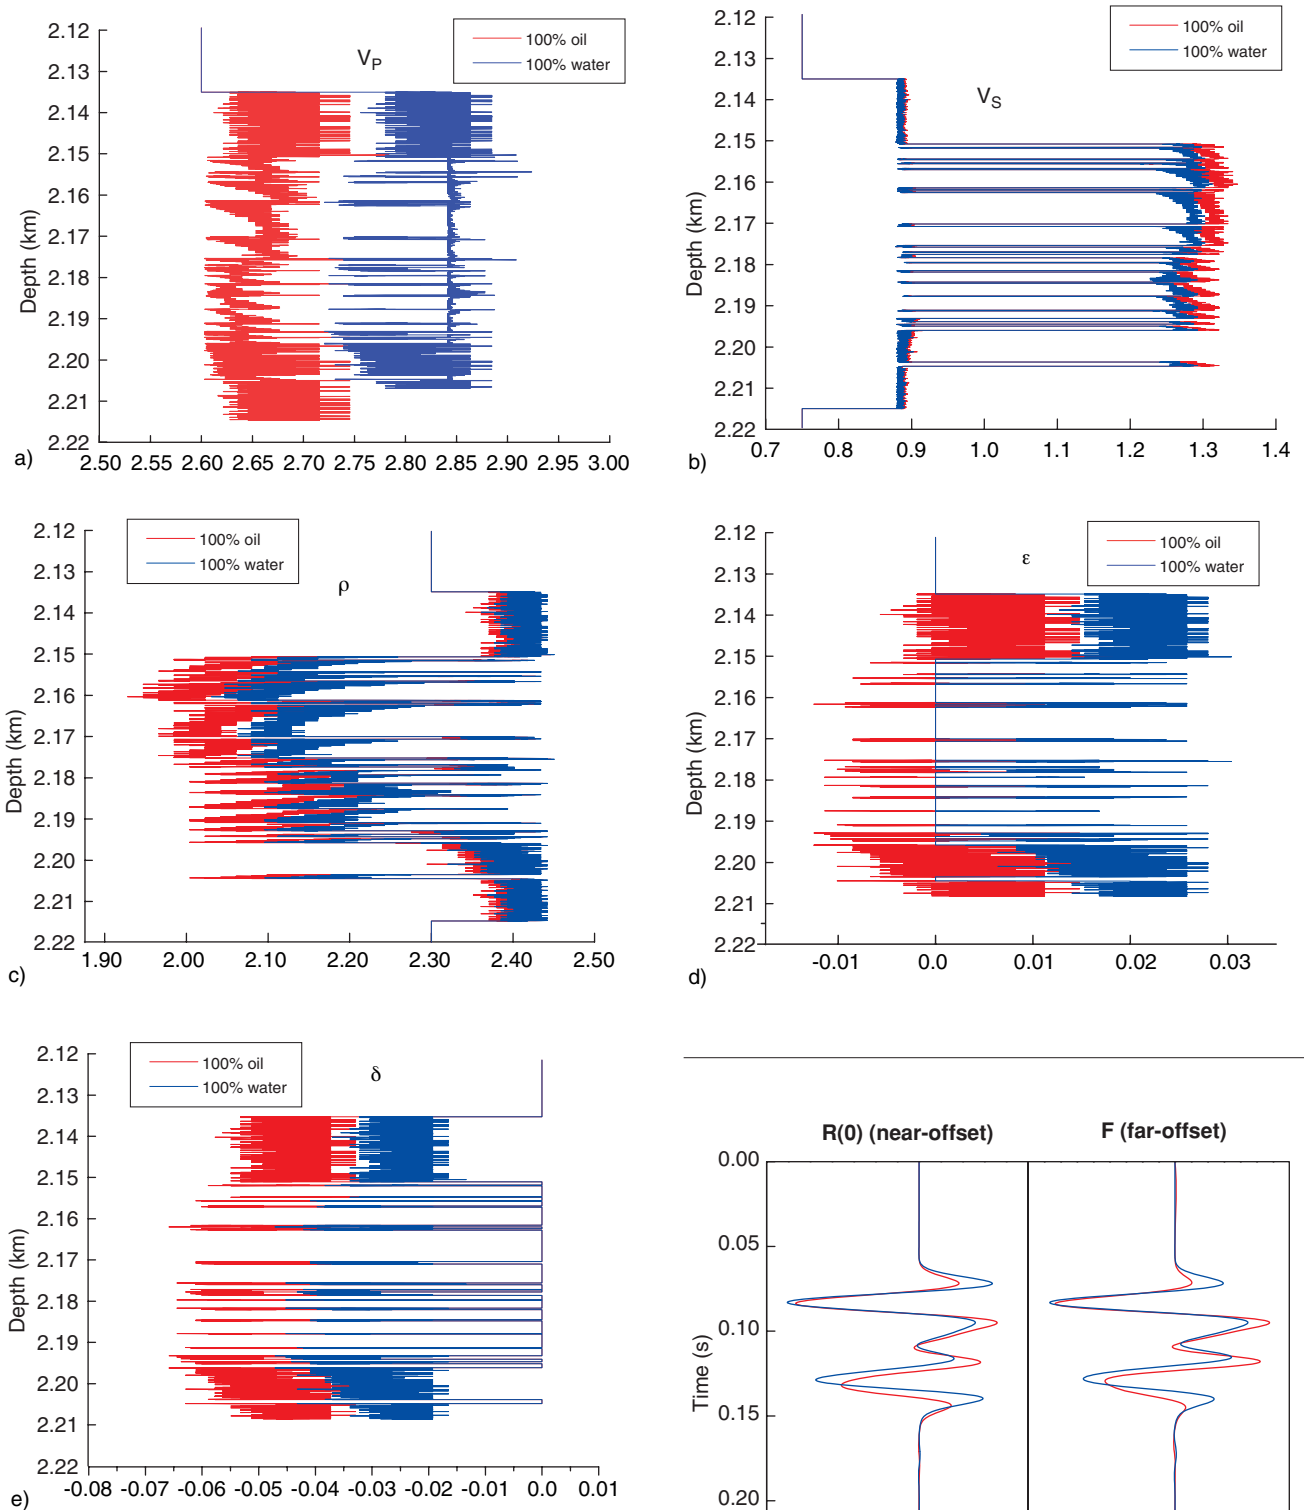 2.12
2.13
2.14
2.15
2.16
2.17
2.18
2.19
2.20
2.21
2.22
Depth (km)
V_P
100% oil
100% water
2.50 2.55 2.60 2.65 2.70 2.75 2.80 2.85 2.90 2.95 3.00
a)
2.12
2.13
2.14
2.15
2.16
2.17
2.18
2.19
2.20
2.21
2.22
Depth (km)
V_S
100% oil
100% water
0.7 0.8 0.9 1.0 1.1 1.2 1.3 1.4
b)
2.12
2.13
2.14
2.15
2.16
2.17
2.18
2.19
2.20
2.21
2.22
Depth (km)
100% oil
100% water
ρ
1.90 2.00 2.10 2.20 2.30 2.40 2.50
c)
2.12
2.13
2.14
2.15
2.16
2.17
2.18
2.19
2.20
2.21
2.22
Depth (km)
ε
100% oil
100% water
-0.01 0.0 0.01 0.02 0.03
d)
2.12
2.13
2.14
2.15
2.16
2.17
2.18
2.19
2.20
2.21
2.22
Depth (km)
100% oil
100% water
δ
-0.08 -0.07 -0.06 -0.05 -0.04 -0.03 -0.02 -0.01 0.0 0.01
e)
R(0) (near-offset) F (far-offset)
0.00
0.05
0.10
0.15
0.20
Time (s)